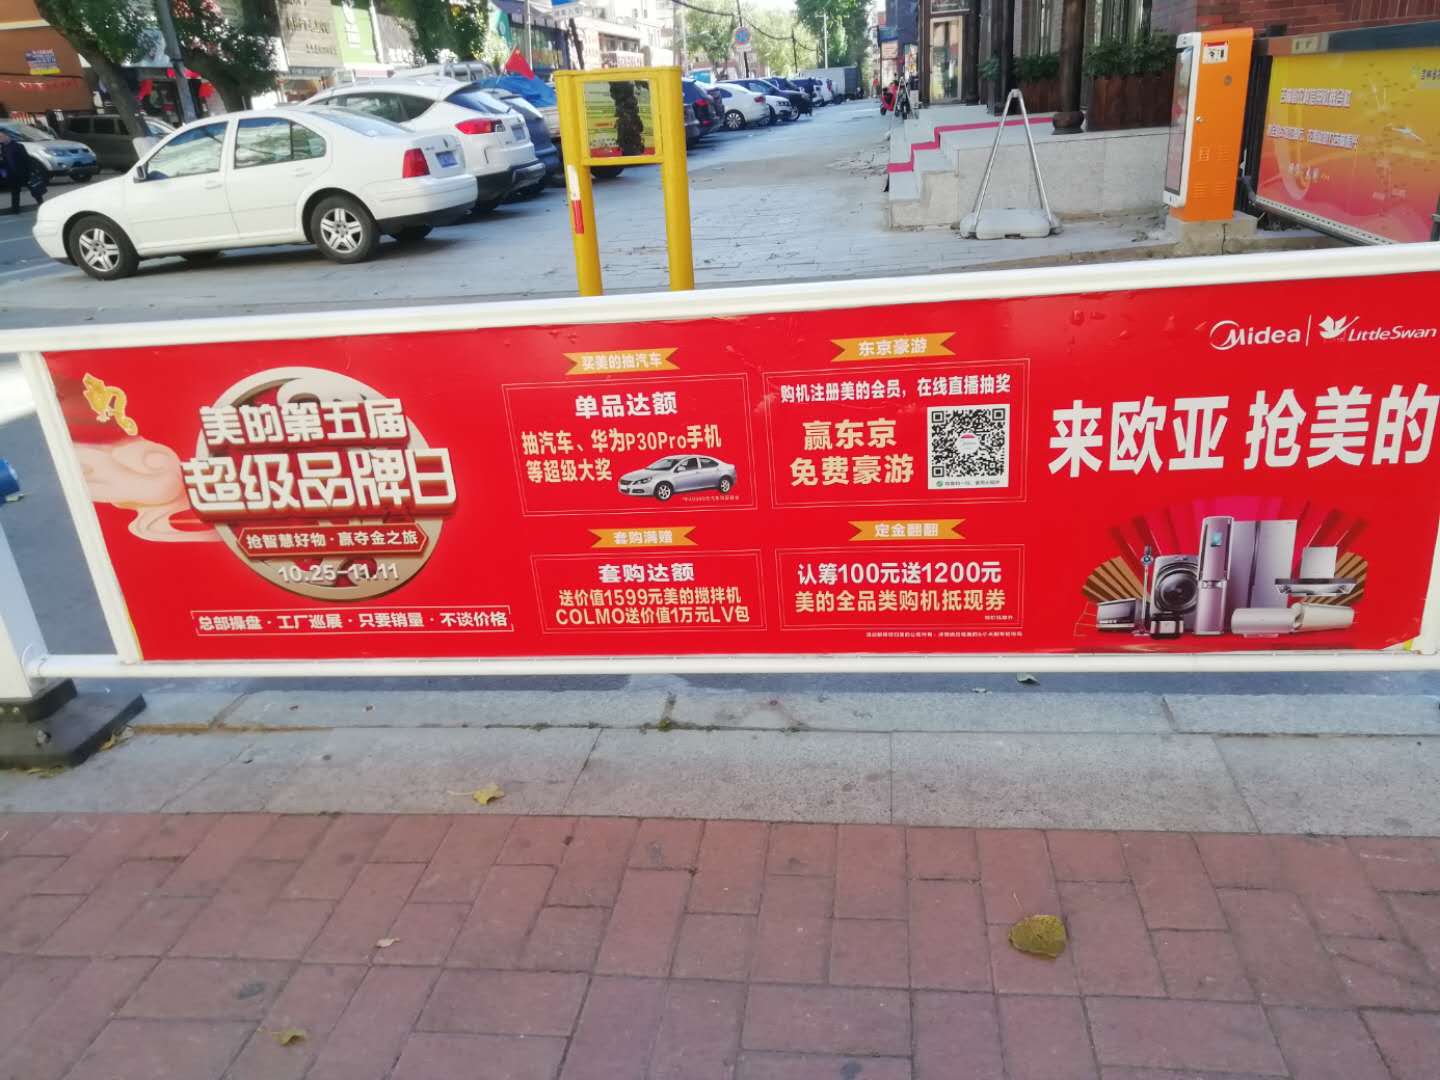 美的第五届
超级品牌日
抢智慧好物·赢夺金之旅
10.25-11.11
总部操盘·工厂巡展·只要销量·不谈价格
买美的抽汽车
单品达额
抽汽车、华为P30Pro手机
等超级大奖
套购满赠
套购达额
送价值1599元美的搅拌机
COLMO送价值1万元LV包
东京豪游
购机注册美的会员，在线直播抽奖
赢东京
免费豪游
定金翻翻
认筹100元送1200元
美的全品类购机抵现券
Midea
LittleSwan
来欧亚 抢美的